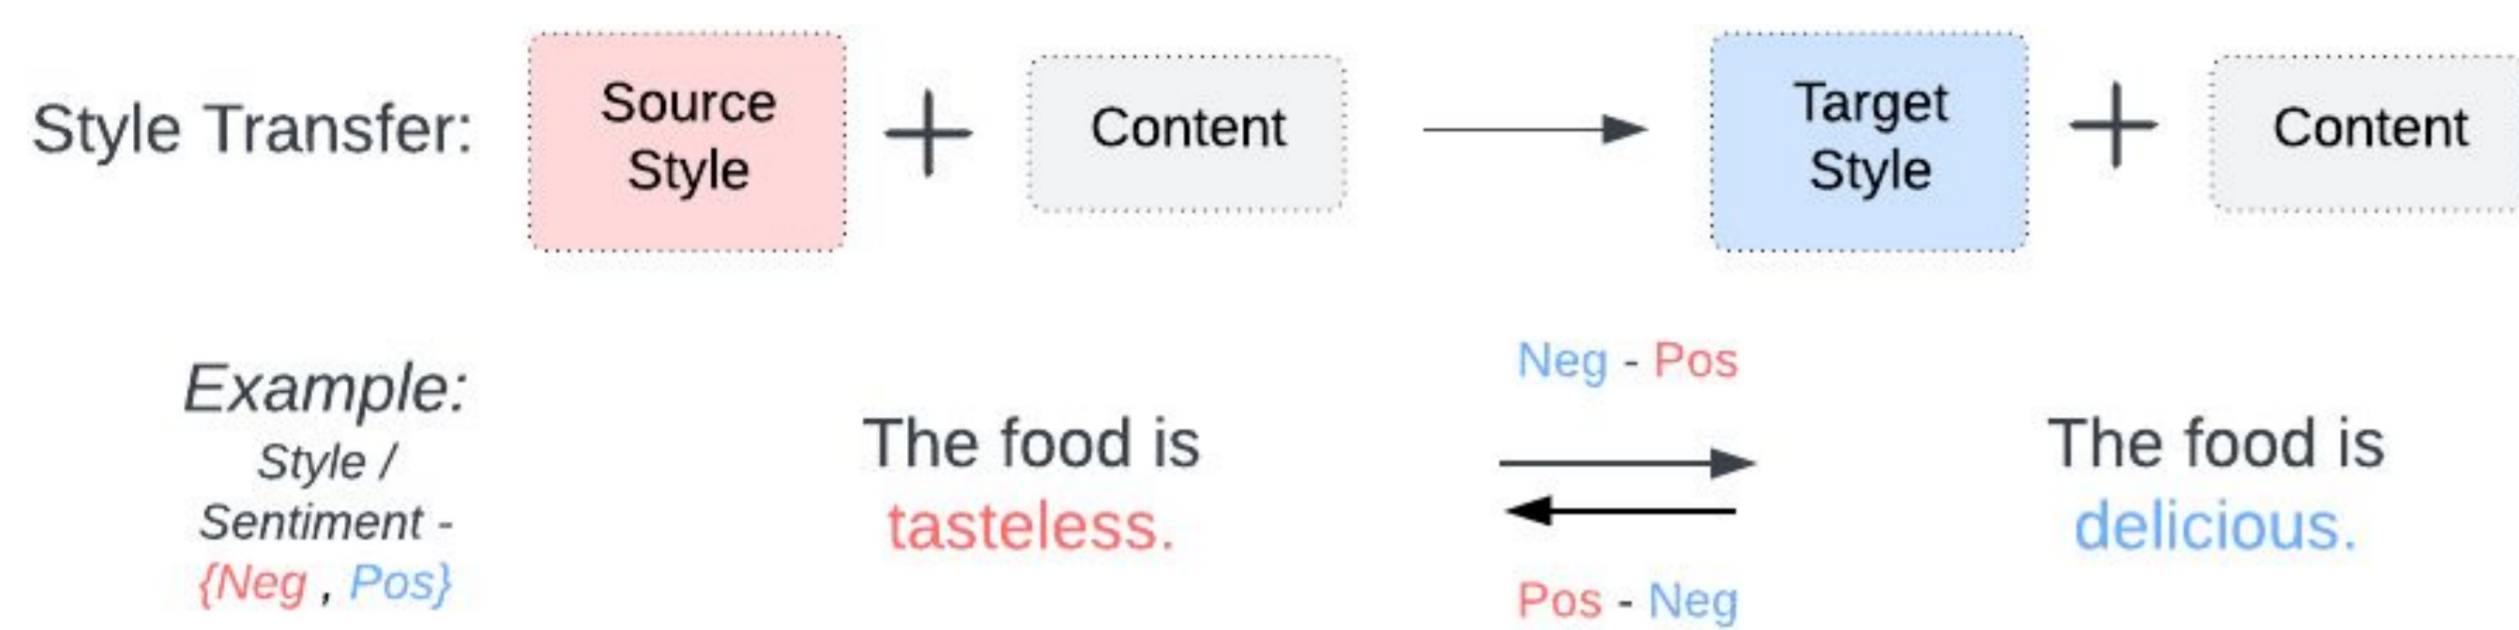 Style Transfer:
Source
Style
+
Content
Target
Style
+
Content
Example:
Style /
Sentiment -
{Neg , Pos}
The food is
tasteless.
Neg - Pos
Pos - Neg
The food is
delicious.